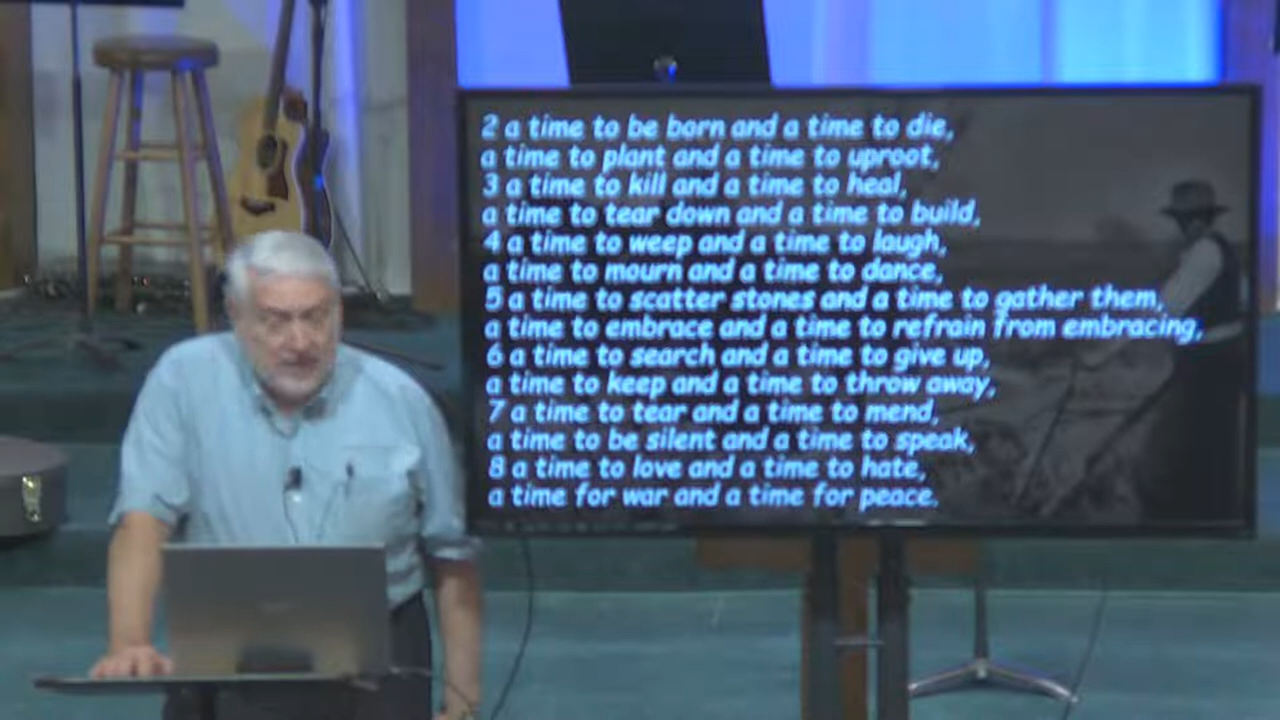 2 a time to be born and a time to die,
a time to plant and a time to uproot,
3 a time to kill and a time to heal,
a time to tear down and a time to build,
4 a time to weep and a time to laugh,
a time to mourn and a time to dance,
5 a time to scatter stones and a time to gather them,
a time to embrace and a time to refrain from embracing,
6 a time to search and a time to give up,
a time to keep and a time to throw away,
7 a time to tear and a time to mend,
a time to be silent and a time to speak,
8 a time to love and a time to hate,
a time for war and a time for peace.